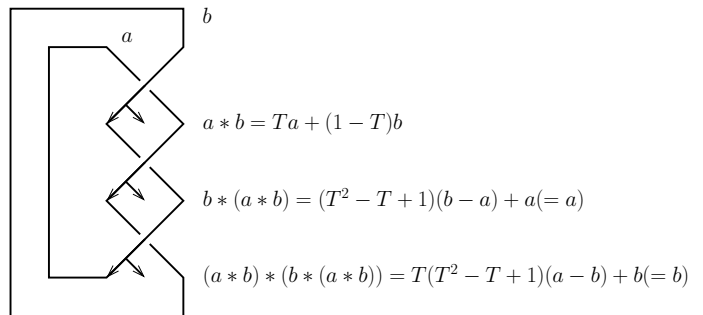 b
a
a ∗ b = Ta + (1 − T)b
b ∗ (a ∗ b) = (T² − T + 1)(b − a) + a(= a)
(a ∗ b) ∗ (b ∗ (a ∗ b)) = T(T² − T + 1)(a − b) + b(= b)